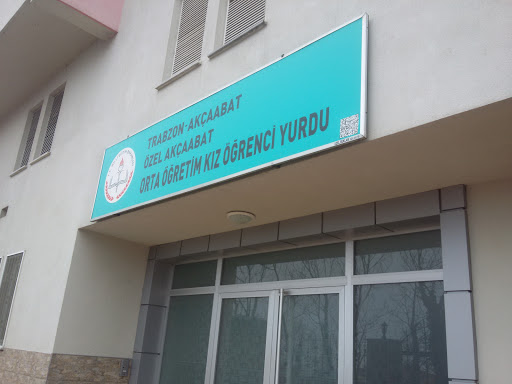 TRABZON-AKÇAABAT
ÖZEL AKÇAABAT
ORTA ÖĞRETİM KIZ ÖĞRENCİ YURDU